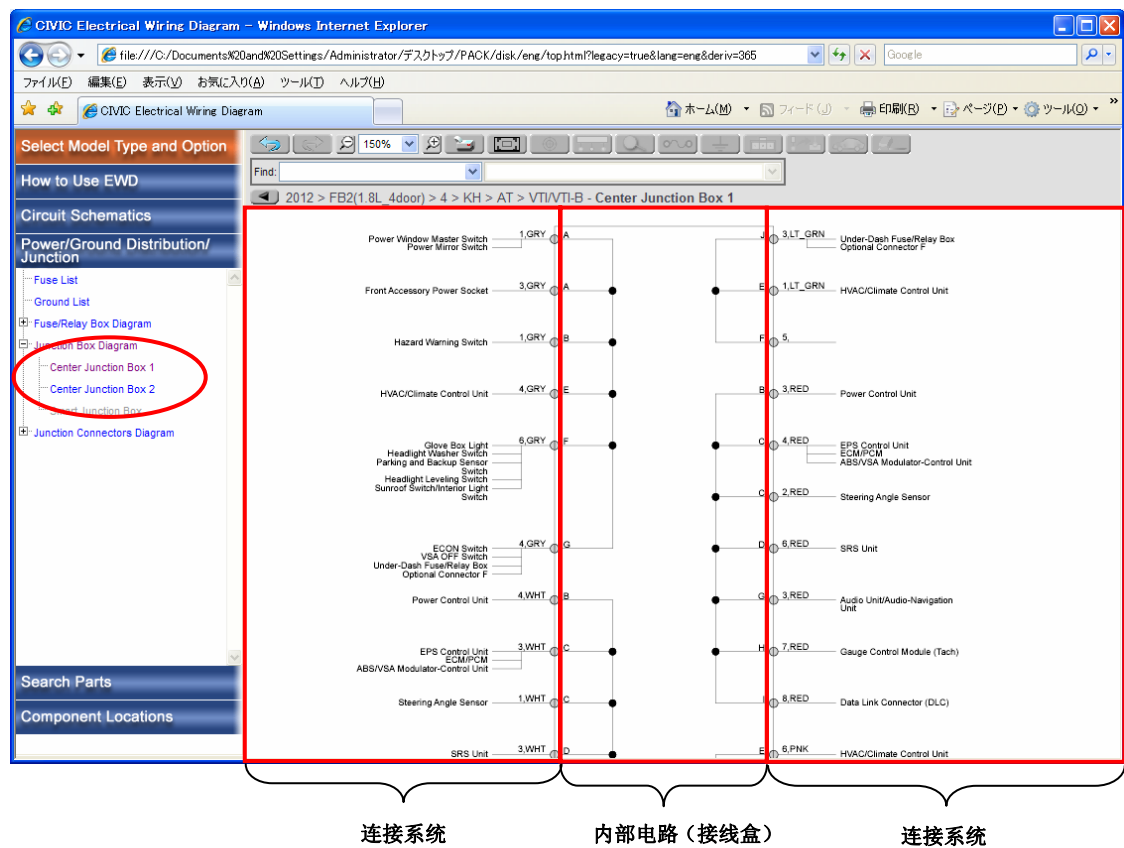 CIVIC Electrical Wiring Diagram - Windows Internet Explorer
file:///C:/Documents%20and%20Settings/Administrator/デスクトップ/PACK/disk/eng/top.html?legacy=true&lang=eng&deriv=365
Google
ファイル(F) 編集(E) 表示(V) お気に入り(A) ツール(T) ヘルプ(H)
CIVIC Electrical Wiring Diagram
ホーム(M) フィード(J) 印刷(R) ページ(P) ツール(O) »
Select Model Type and Option
How to Use EWD
Circuit Schematics
Power/Ground Distribution/
Junction
Fuse List
Ground List
Fuse/Relay Box Diagram
Junction Box Diagram
Center Junction Box 1
Center Junction Box 2
Smart Junction Box
Junction Connectors Diagram
Search Parts
Component Locations
150%
Find:
2012 > FB2(1.8L_4door) > 4 > KH > AT > VTI/VTI-B - Center Junction Box 1
Power Window Master Switch 1,GRY A
Power Mirror Switch
Front Accessory Power Socket 3,GRY A
Hazard Warning Switch 1,GRY B
HVAC/Climate Control Unit 4,GRY E
Glove Box Light 6,GRY F
Headlight Washer Switch
Parking and Backup Sensor
Switch
Headlight Leveling Switch
Sunroof Switch/Interior Light
Switch
ECON Switch 4,GRY G
VSA OFF Switch
Under-Dash Fuse/Relay Box
Optional Connector F
Power Control Unit 4,WHT B
EPS Control Unit 3,WHT C
ECM/PCM
ABS/VSA Modulator-Control Unit
Steering Angle Sensor 1,WHT C
SRS Unit 3,WHT D
J 3,LT_GRN Under-Dash Fuse/Relay Box
Optional Connector F
E 1,LT_GRN HVAC/Climate Control Unit
F 5,
B 3,RED Power Control Unit
C 4,RED EPS Control Unit
ECM/PCM
ABS/VSA Modulator-Control Unit
C 2,RED Steering Angle Sensor
D 6,RED SRS Unit
G 3,RED Audio Unit/Audio-Navigation
Unit
H 7,RED Gauge Control Module (Tach)
I 8,RED Data Link Connector (DLC)
E 6,PNK HVAC/Climate Control Unit
连接系统
内部电路（接线盒）
连接系统